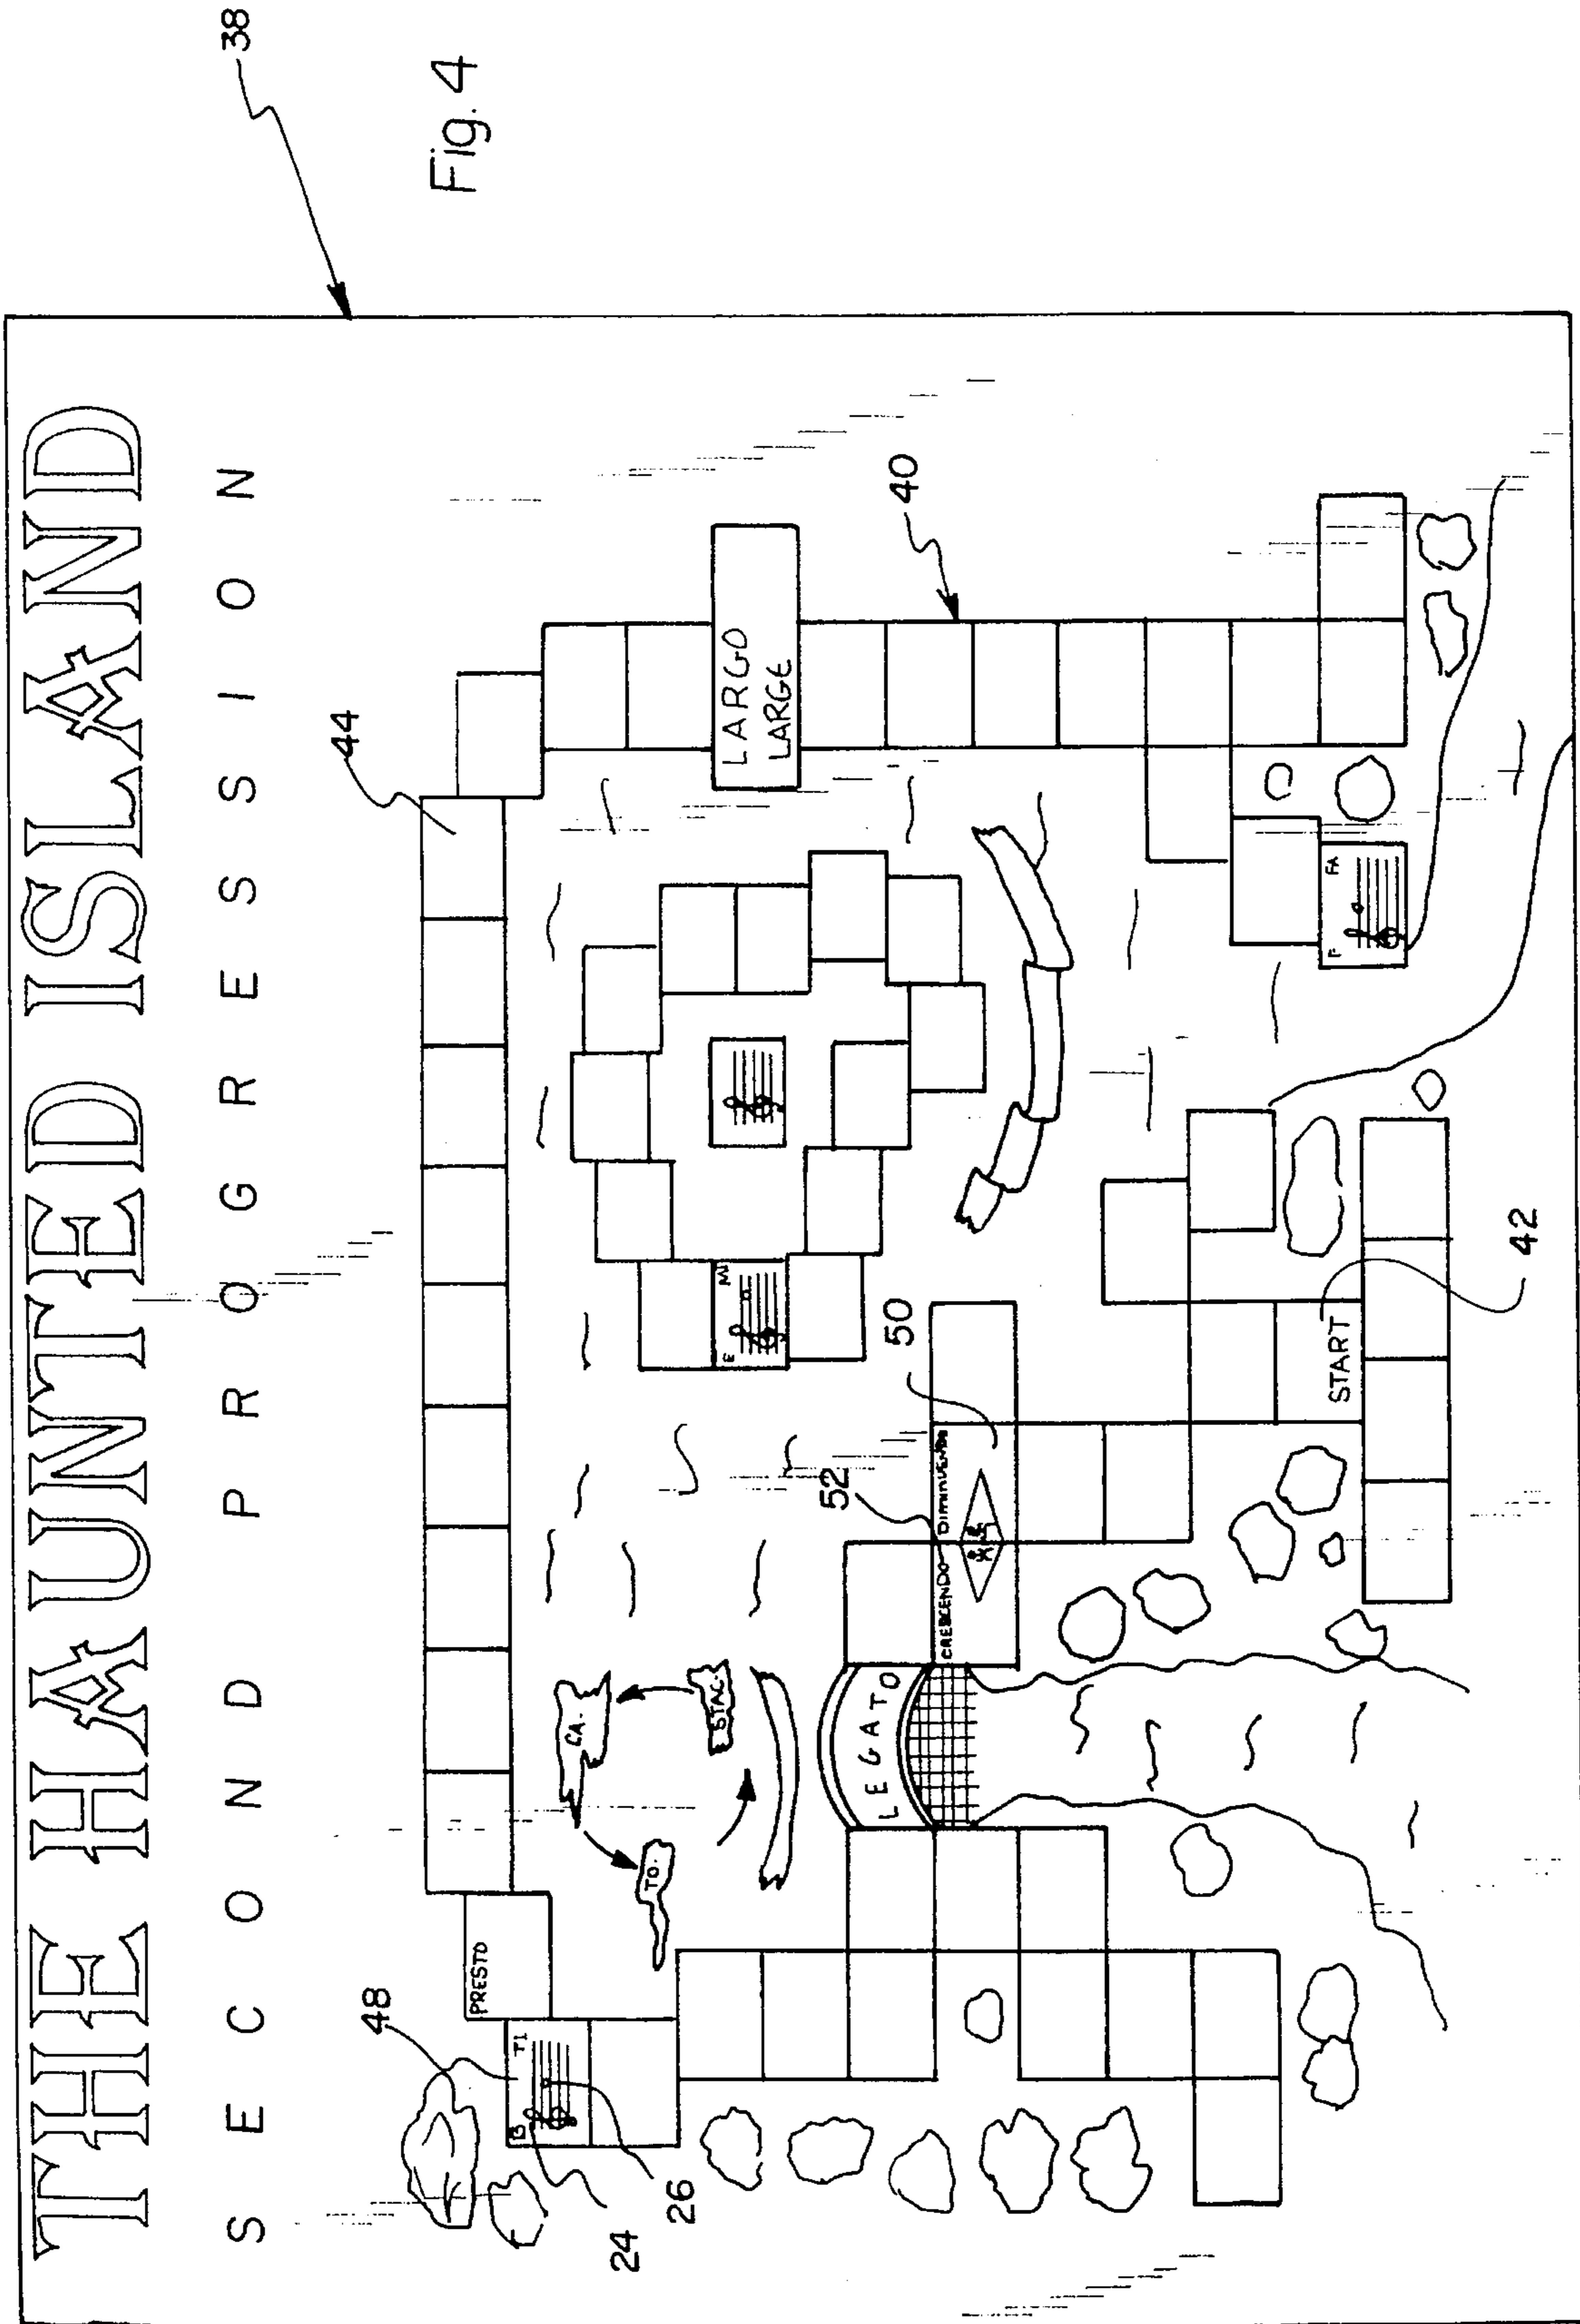 THE HAUNTED ISLAND
SECOND PROGRESSION
38
Fig. 4
44
48
PRESTO
B TI
24
26
CA.
STAC-
TO.
LEGATO
52
50
CRESCENDO DIMINUENDO
E MI
LARGO
LARGE
40
F FA
START
42